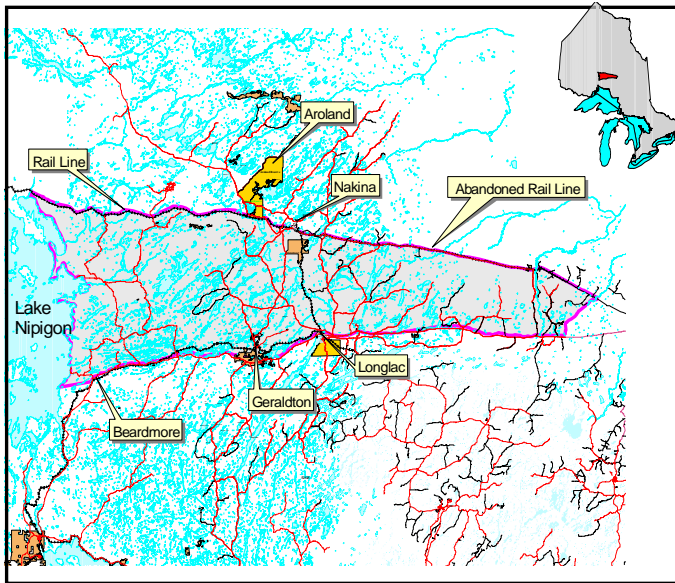 Aroland
Rail Line
Nakina
Abandoned Rail Line
Lake
Nipigon
Longlac
Geraldton
Beardmore